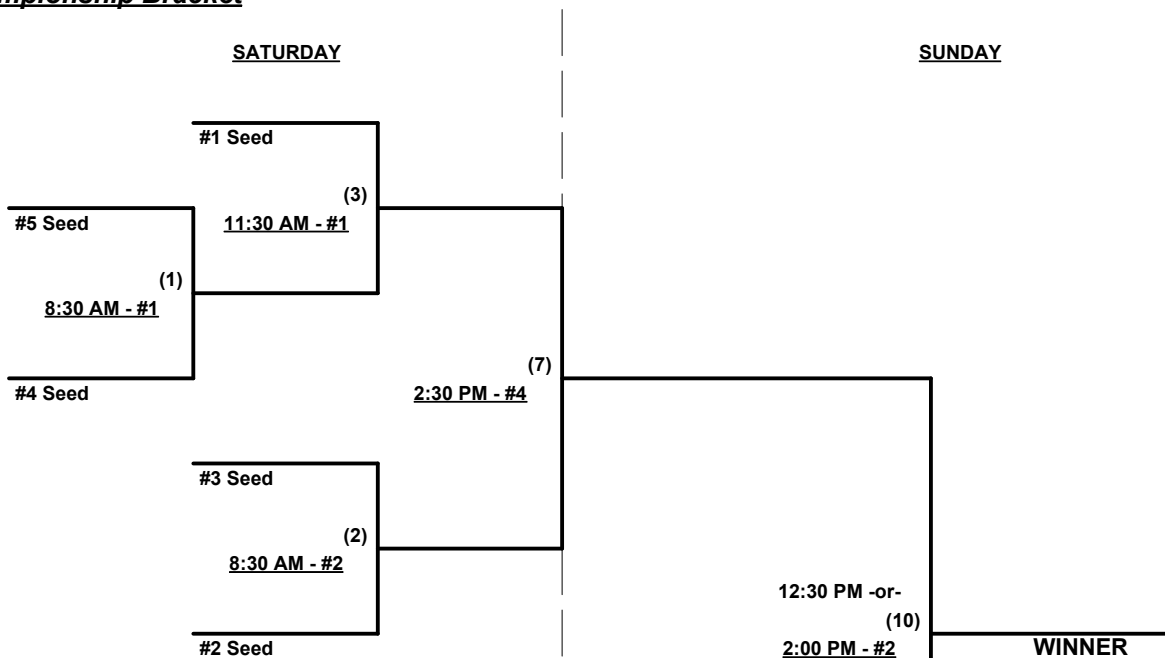 Bracket
SATURDAY
SUNDAY
#1 Seed
(3)
#5 Seed
11:30 AM - #1
(1)
8:30 AM - #1
(7)
#4 Seed
2:30 PM - #4
#3 Seed
(2)
8:30 AM - #2
12:30 PM -or-
(10)
#2 Seed
2:00 PM - #2
WINNER